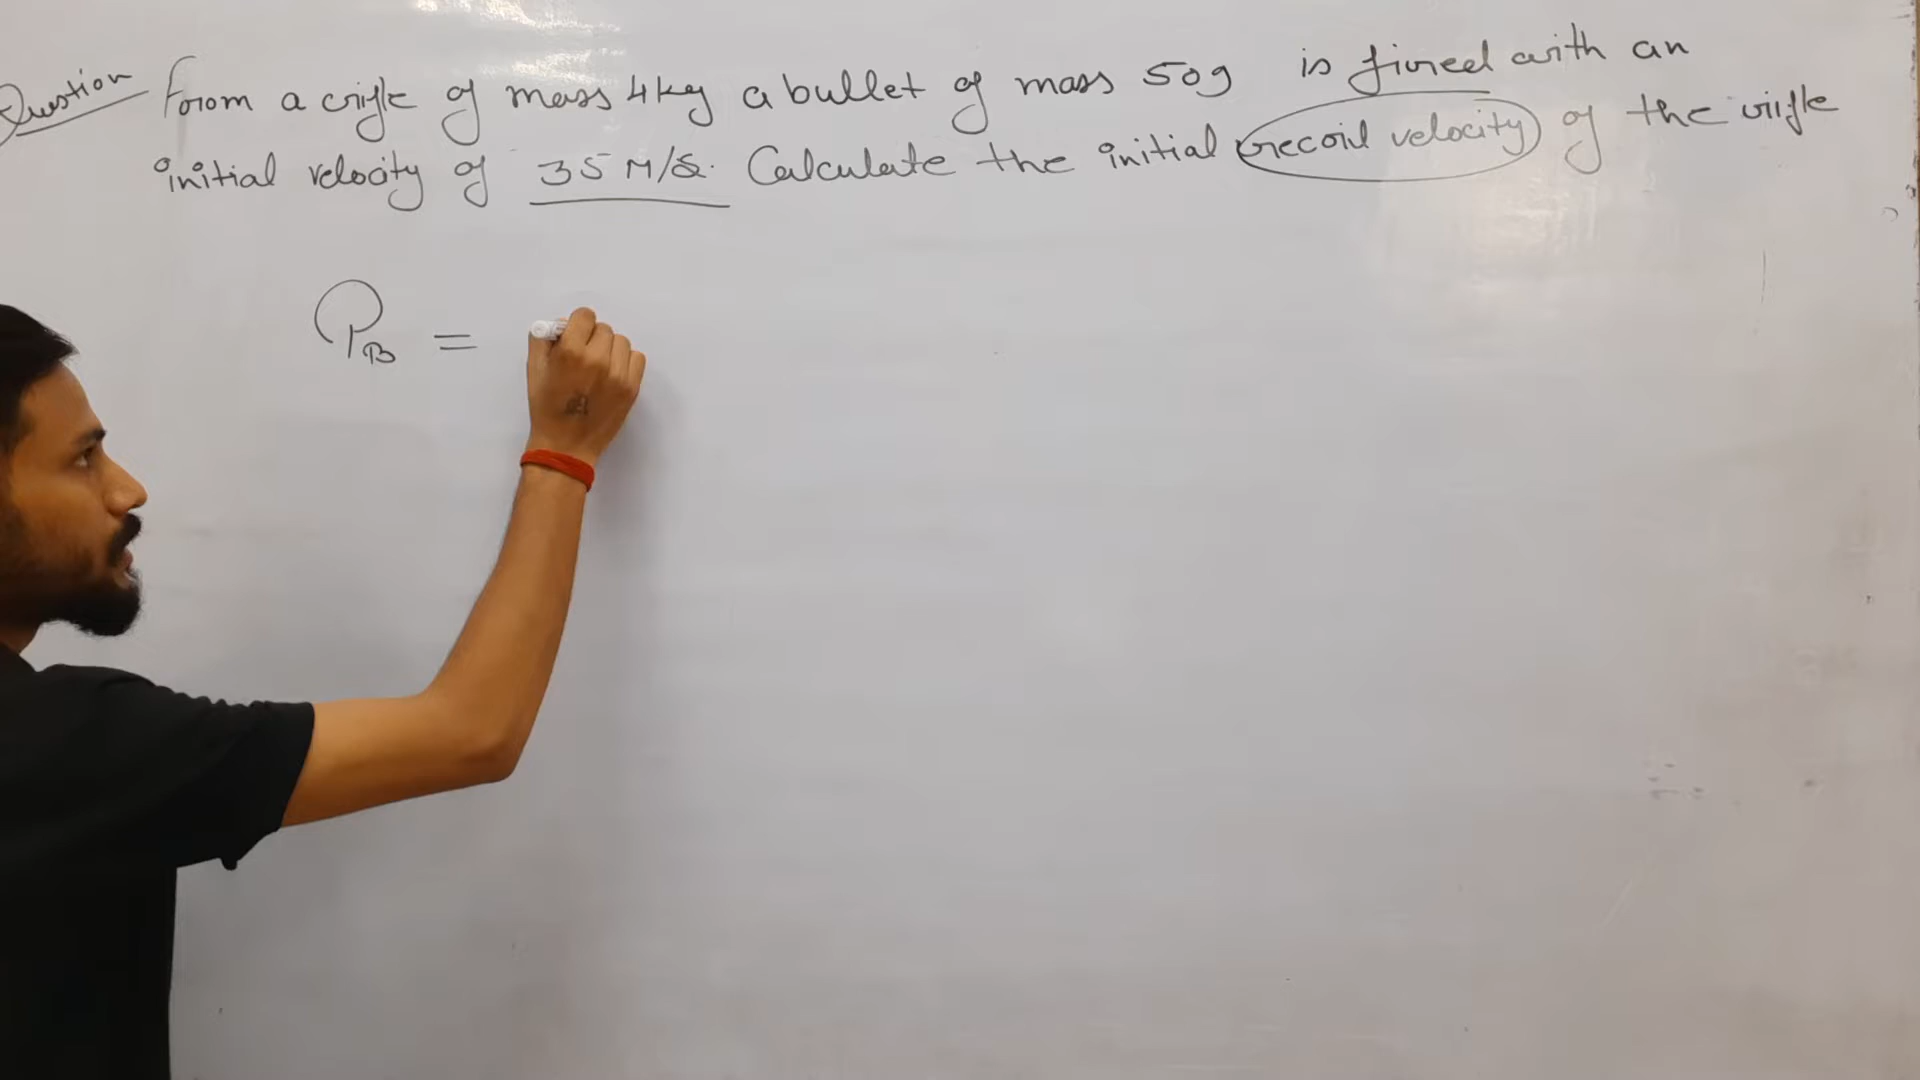 Question From a rifle of mass 4kg a bullet of mass 50g is fired with an
initial velocity of 35 M/S. Calculate the initial recoil velocity of the rifle
P_B =